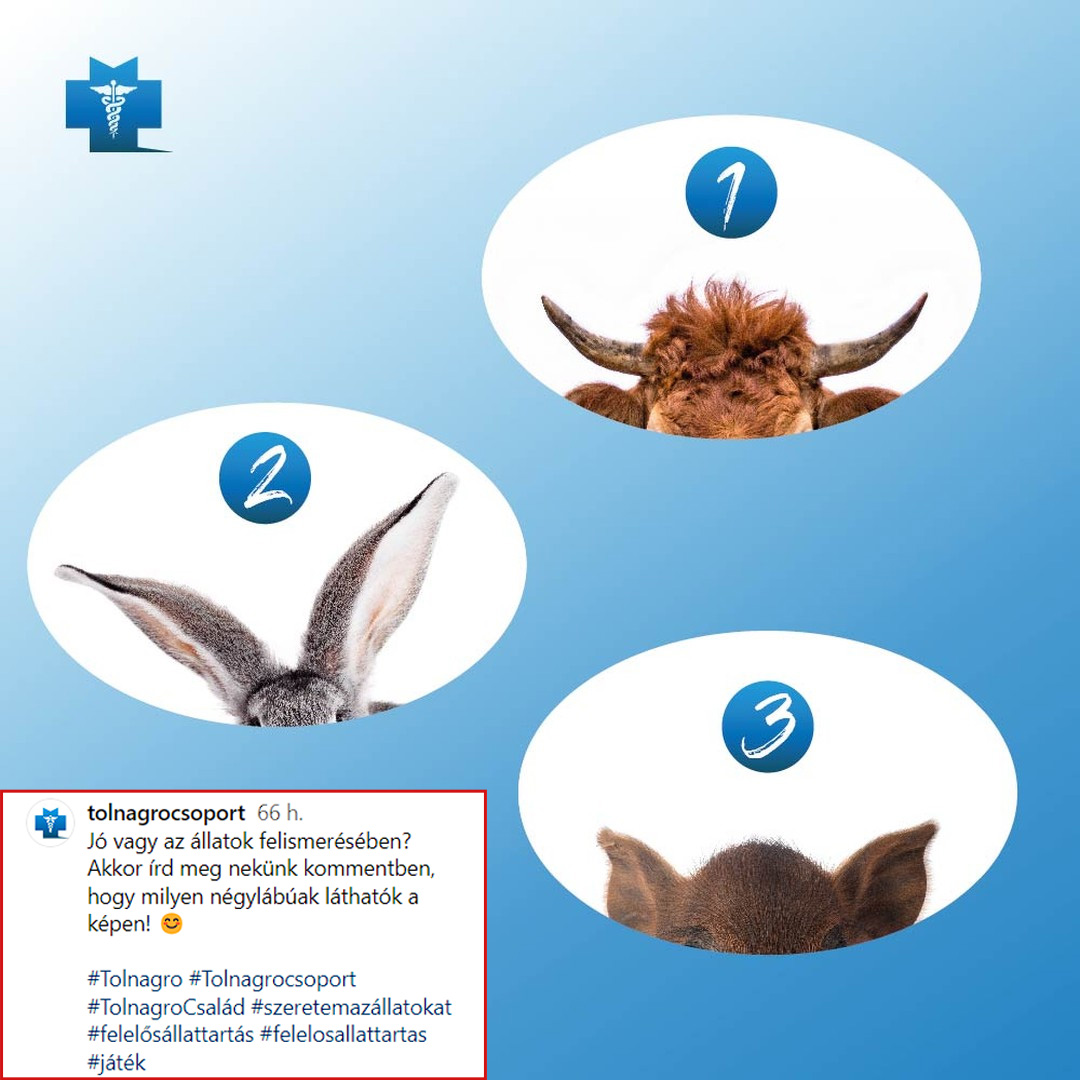 1
2
3
tolnagrocsoport 66 h.
Jó vagy az állatok felismerésében?
Akkor írd meg nekünk kommentben,
hogy milyen négylábúak láthatók a
képen! 😊
#Tolnagro #Tolnagrocsoport
#TolnagroCsalád #szeretemazállatokat
#felelősállattartás #felelosallattartas
#játék